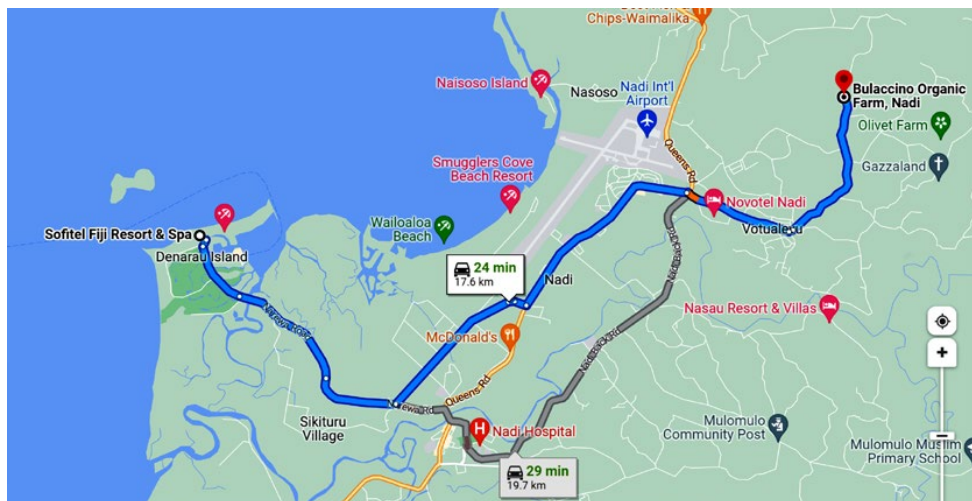 Chips-Waimalika
Naisoso Island
Nasoso
Nadi Int'l
Airport
Bulaccino Organic
Farm, Nadi
Olivet Farm
Gazzaland
Queens Rd
Smugglers Cove
Beach Resort
Novotel Nadi
Wailoaloa
Beach
Votualevu
Sofitel Fiji Resort & Spa
Denarau Island
24 min
17.6 km
Nadi
Nasau Resort & Villas
McDonald's
Queens Rd
Sikituru
Village
Nadi Hospital
Mulomulo
Community Post
Mulomulo Muslim
Primary School
29 min
19.7 km